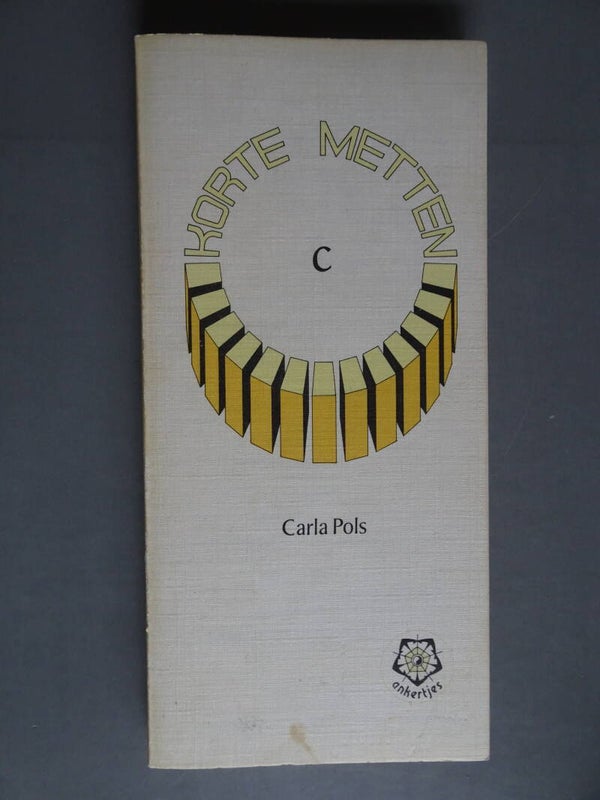 KORTE METTEN
C
Carla Pols
ankertjes